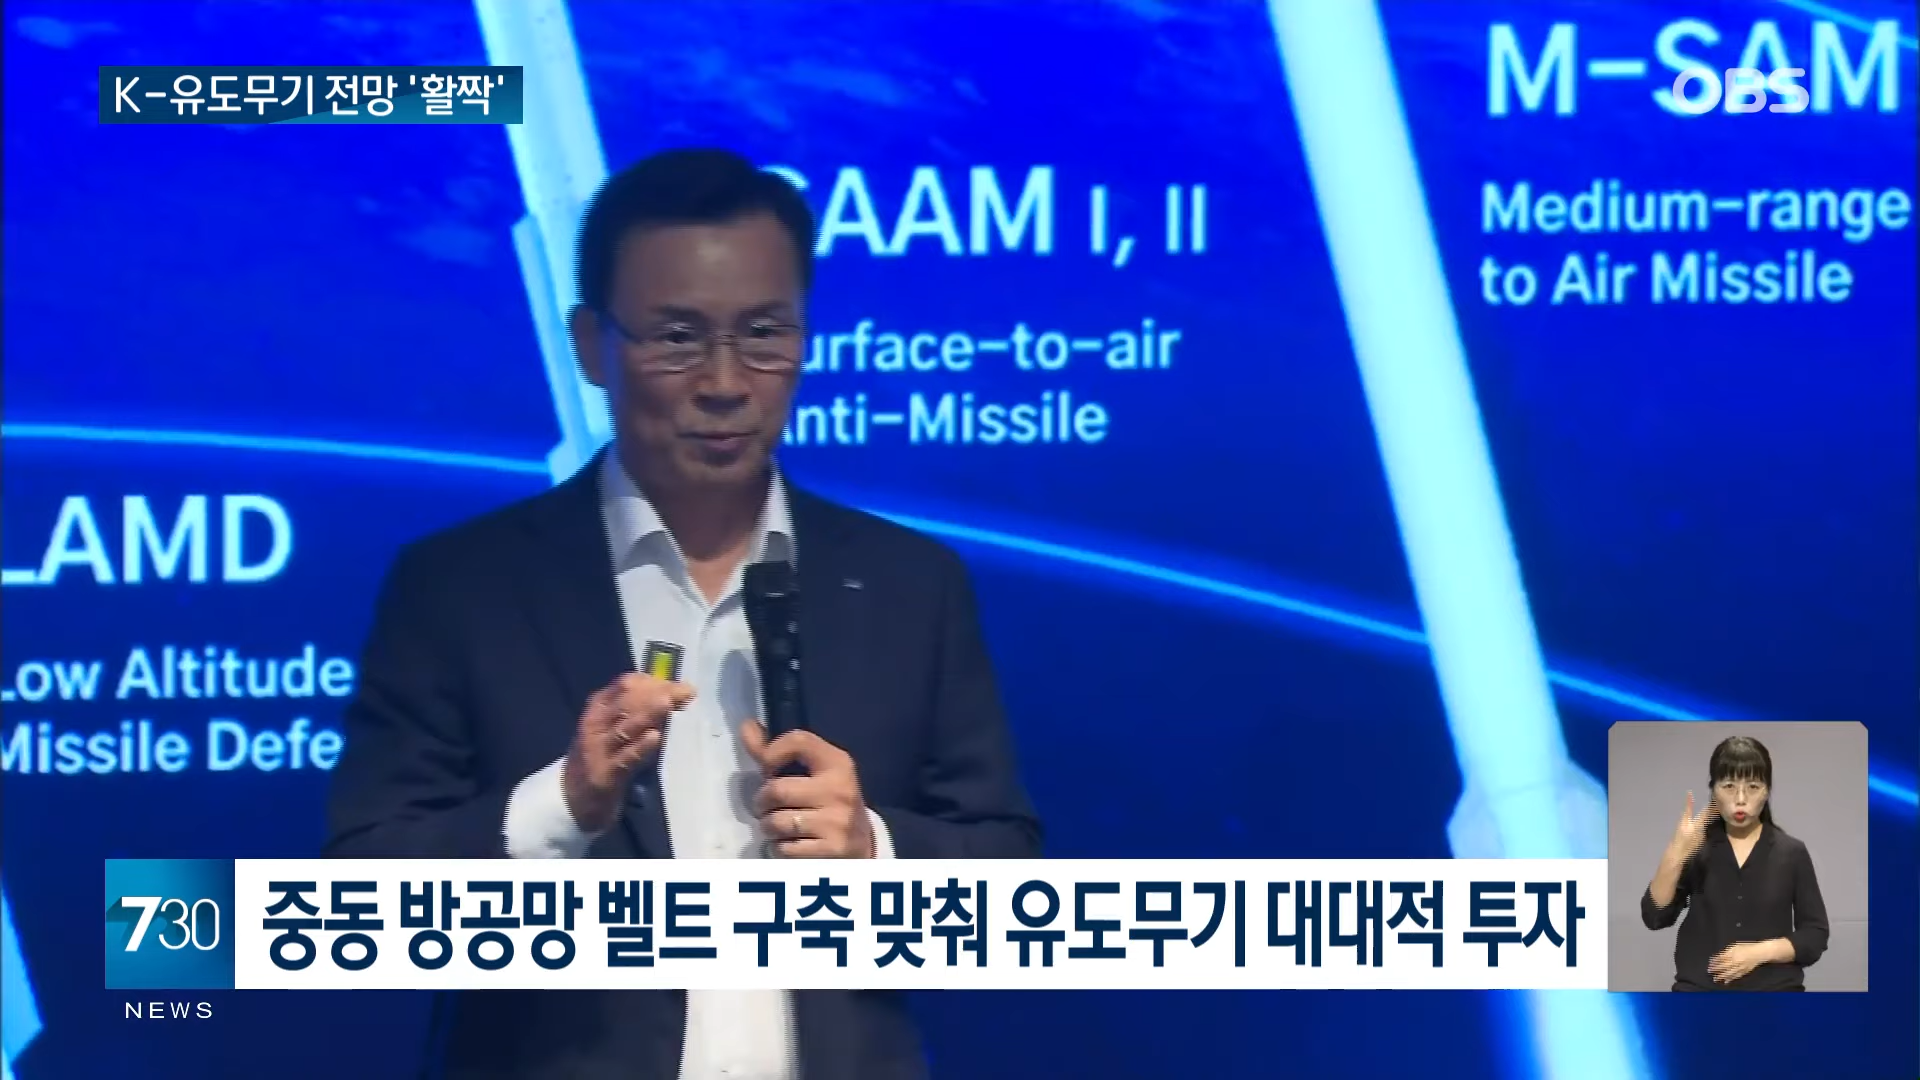 K-유도무기 전망 '활짝'
OBS
M-SAM
Medium-range
to Air Missile
SAAM I, II
urface-to-air
nti-Missile
LAMD
Low Altitude
Missile Defe
730
NEWS
중동 방공망 벨트 구축 맞춰 유도무기 대대적 투자